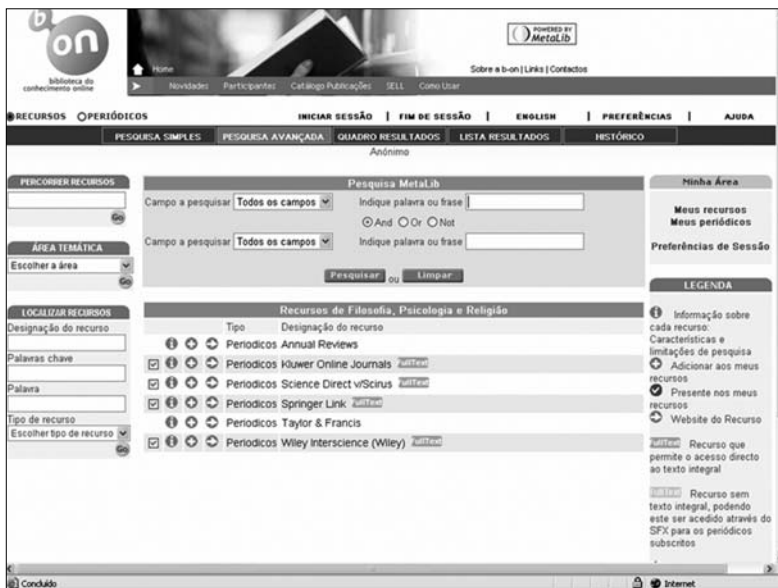 b
on
biblioteca do
conhecimento online
POWERED BY
MetaLib
Home
Sobre a b-on | Links | Contactos
Novidades Participantes Catálogo Publicações SELL Como Usar
RECURSOS PERIÓDICOS INICIAR SESSÃO | FIM DE SESSÃO | ENGLISH | PREFERÊNCIAS | AJUDA
PESQUISA SIMPLES PESQUISA AVANÇADA QUADRO RESULTADOS LISTA RESULTADOS HISTÓRICO
Anónimo
PERCORRER RECURSOS
Go
ÁREA TEMÁTICA
Escolher a área
Go
LOCALIZAR RECURSOS
Designação do recurso
Palavras chave
Palavra
Tipo de recurso
Escolher tipo de recurso
Go
Pesquisa MetaLib
Campo a pesquisar Todos os campos Indique palavra ou frase
And Or Not
Campo a pesquisar Todos os campos Indique palavra ou frase
Pesquisar ou Limpar
Recursos de Filosofia, Psicologia e Religião
Tipo Designação do recurso
Periodicos Annual Reviews
Periodicos Kluwer Online Journals FullText
Periodicos Science Direct v/Scirus FullText
Periodicos Springer Link FullText
Periodicos Taylor & Francis
Periodicos Wiley Interscience (Wiley) FullText
Minha Área
Meus recursos
Meus periódicos
Preferências de Sessão
LEGENDA
Informação sobre
cada recurso:
Características e
limitações de pesquisa
Adicionar aos meus
recursos
Presente nos meus
recursos
Website do Recurso
FullText Recurso que
permite o acesso directo
ao texto integral
FullText Recurso sem
texto integral, podendo
este ser acedido através do
SFX para os periódicos
subscritos
Concluído
Internet